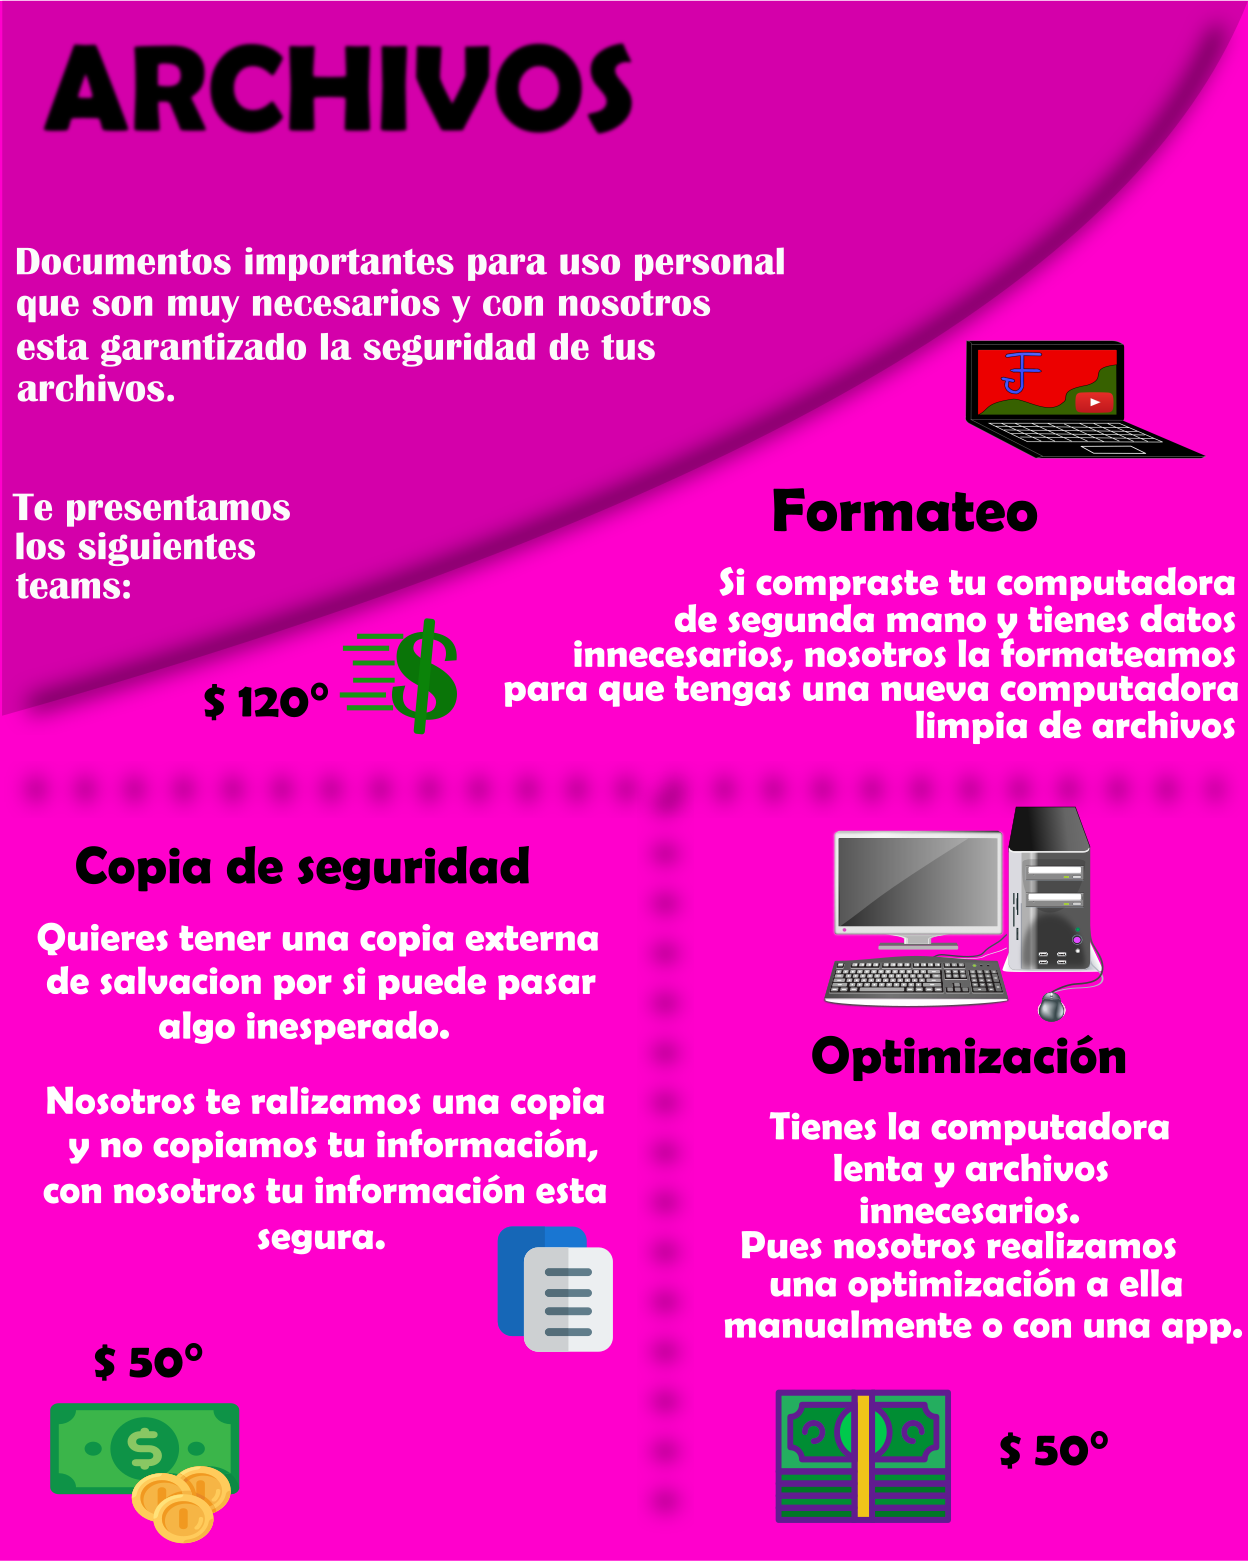 ARCHIVOS
Documentos importantes para uso personal
que son muy necesarios y con nosotros
esta garantizado la seguridad de tus
archivos.
Te presentamos
los siguientes
teams:
Formateo
Si compraste tu computadora
de segunda mano y tienes datos
innecesarios, nosotros la formateamos
para que tengas una nueva computadora
limpia de archivos
$ 120°
Copia de seguridad
Quieres tener una copia externa
de salvacion por si puede pasar
algo inesperado.
Nosotros te ralizamos una copia
y no copiamos tu información,
con nosotros tu información esta
segura.
$ 50°
Optimización
Tienes la computadora
lenta y archivos
innecesarios.
Pues nosotros realizamos
una optimización a ella
manualmente o con una app.
$ 50°